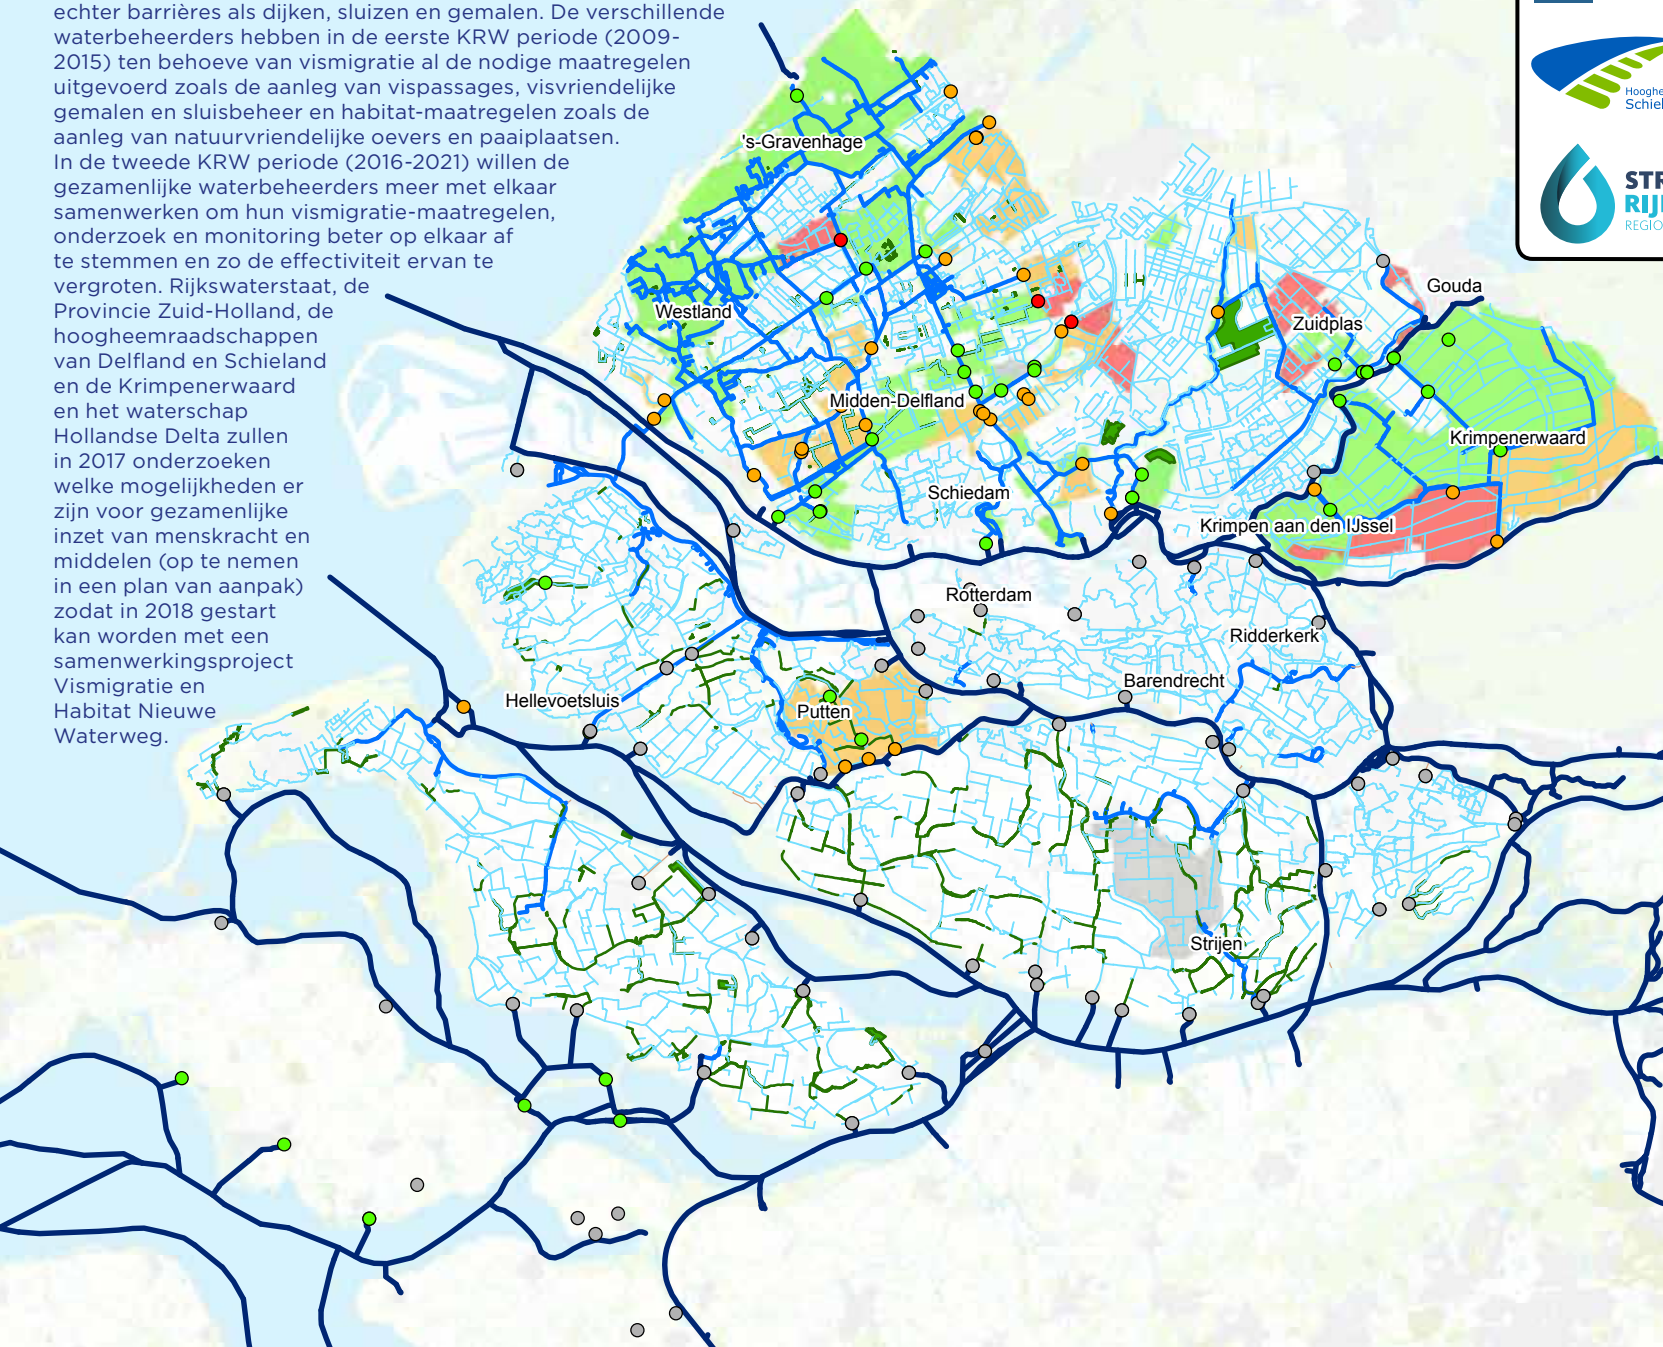 echter barrières als dijken, sluizen en gemalen. De verschillende
waterbeheerders hebben in de eerste KRW periode (2009-
2015) ten behoeve van vismigratie al de nodige maatregelen
uitgevoerd zoals de aanleg van vispassages, visvriendelijke
gemalen en sluisbeheer en habitat-maatregelen zoals de
aanleg van natuurvriendelijke oevers en paaiplaatsen.
In de tweede KRW periode (2016-2021) willen de
gezamenlijke waterbeheerders meer met elkaar
samenwerken om hun vismigratie-maatregelen,
onderzoek en monitoring beter op elkaar af
te stemmen en zo de effectiviteit ervan te
vergroten. Rijkswaterstaat, de
Provincie Zuid-Holland, de
hoogheemraadschappen
van Delfland en Schieland
en de Krimpenerwaard
en het waterschap
Hollandse Delta zullen
in 2017 onderzoeken
welke mogelijkheden er
zijn voor gezamenlijke
inzet van menskracht en
middelen (op te nemen
in een plan van aanpak)
zodat in 2018 gestart
kan worden met een
samenwerkingsproject
Vismigratie en
Habitat Nieuwe
Waterweg.
Hooghe
Schiel
STR
RIJ
REGIO
's-Gravenhage
Westland
Gouda
Zuidplas
Midden-Delfland
Krimpenerwaard
Schiedam
Krimpen aan den IJssel
Rotterdam
Ridderkerk
Barendrecht
Hellevoetsluis
Putten
Strijen